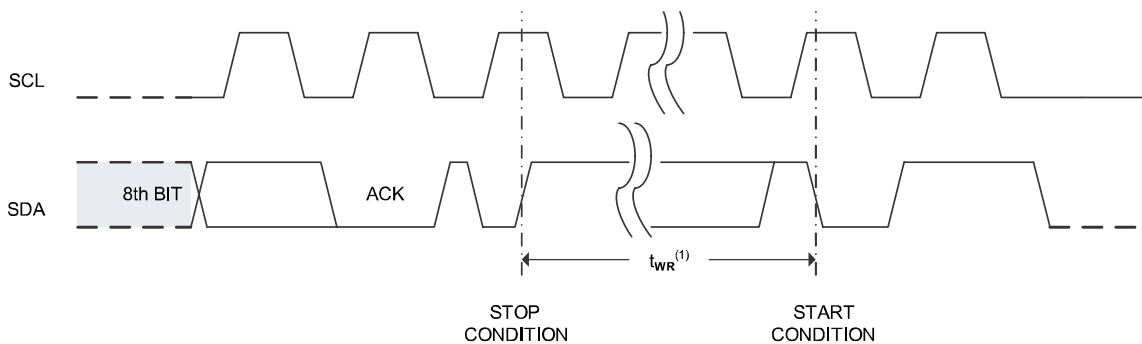 SCL
SDA
8th BIT
ACK
tWR(1)
STOP
CONDITION
START
CONDITION